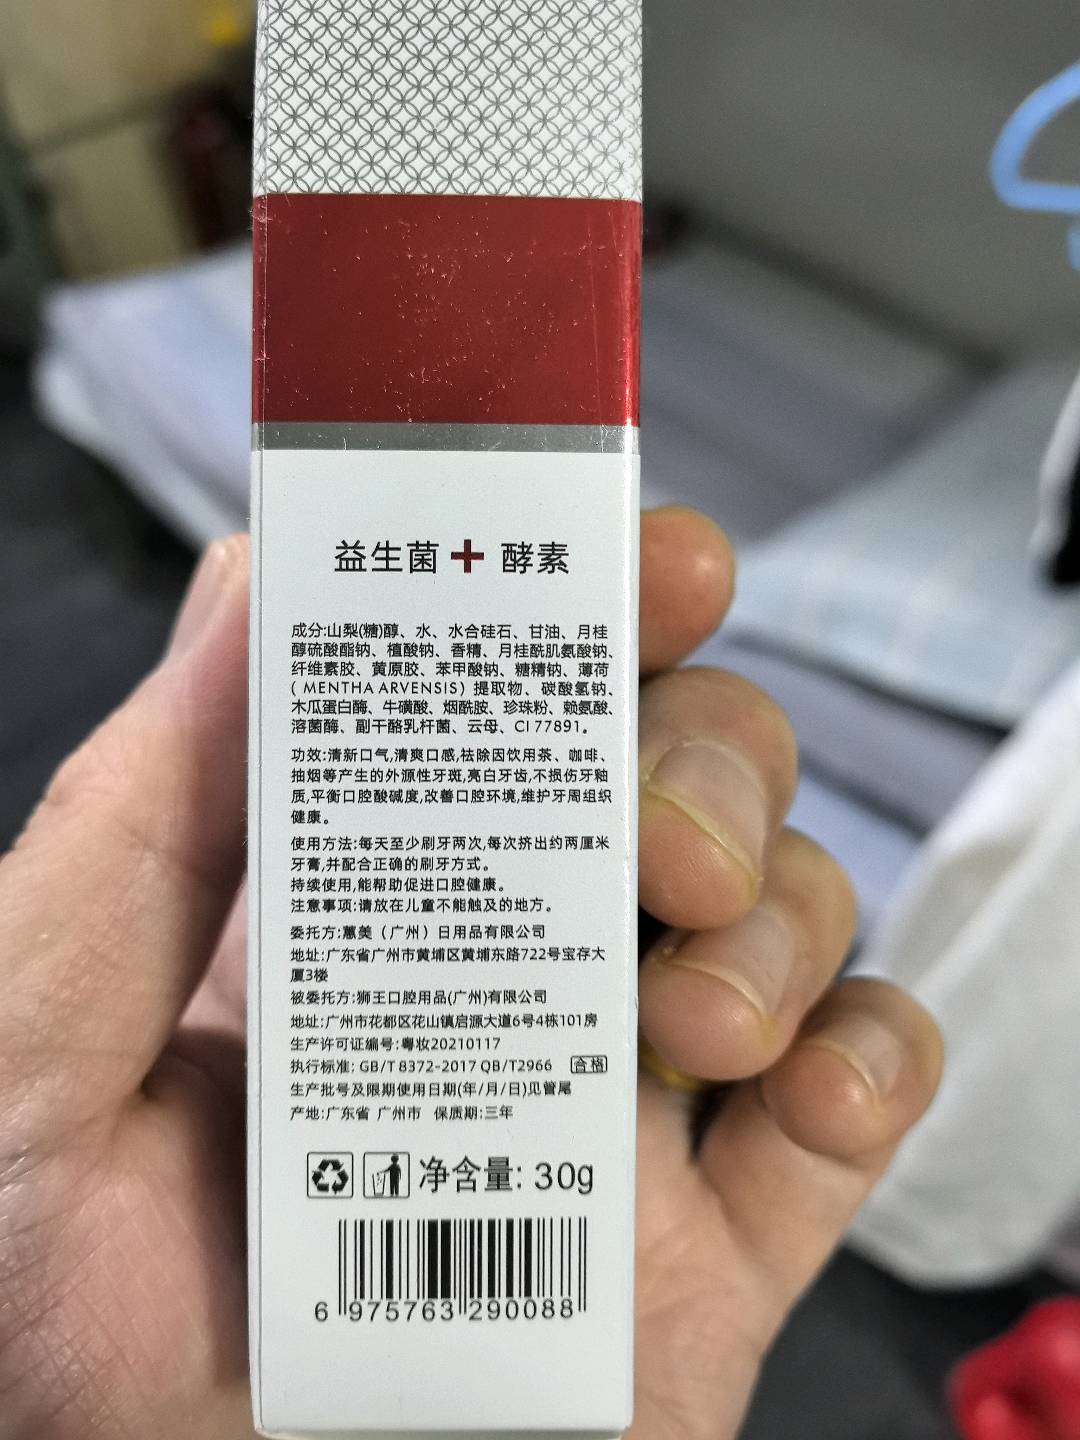 益生菌+酵素
成分:山梨(糖)醇、水、水合硅石、甘油、月桂
醇硫酸酯钠、植酸钠、香精、月桂酰肌氨酸钠、
纤维素胶、黄原胶、苯甲酸钠、糖精钠、薄荷
( MENTHA ARVENSIS) 提取物、碳酸氢钠、
木瓜蛋白酶、牛磺酸、烟酰胺、珍珠粉、赖氨酸、
溶菌酶、副干酪乳杆菌、云母、CI 77891。
功效:清新口气,清爽口感,祛除因饮用茶、咖啡、
抽烟等产生的外源性牙斑,亮白牙齿,不损伤牙釉
质,平衡口腔酸碱度,改善口腔环境,维护牙周组织
健康。
使用方法:每天至少刷牙两次,每次挤出约两厘米
牙膏,并配合正确的刷牙方式。
持续使用,能帮助促进口腔健康。
注意事项:请放在儿童不能触及的地方。
委托方:蕙美（广州）日用品有限公司
地址:广东省广州市黄埔区黄埔东路722号宝存大
厦3楼
被委托方:狮王口腔用品(广州)有限公司
地址:广州市花都区花山镇启源大道6号4栋101房
生产许可证编号:粤妆20210117
执行标准: GB/T 8372-2017 QB/T2966 合格
生产批号及限期使用日期(年/月/日)见管尾
产地:广东省 广州市 保质期:三年
净含量: 30g
6 975763 290088